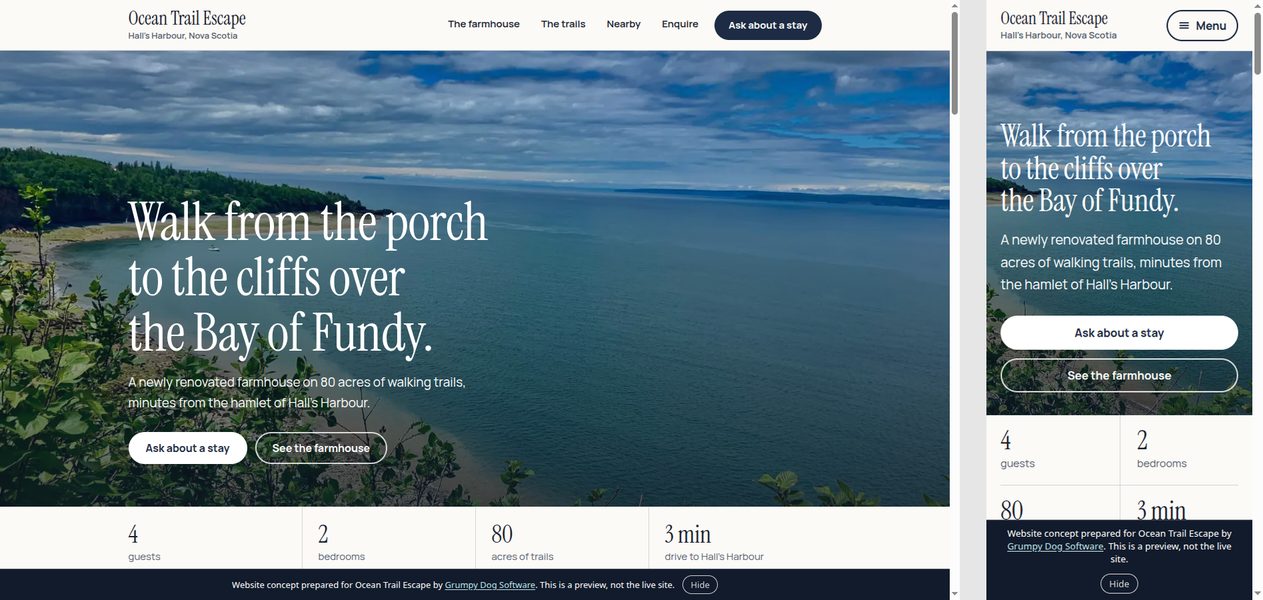 Ocean Trail Escape
Hall's Harbour, Nova Scotia
The farmhouse
The trails
Nearby
Enquire
Ask about a stay
Walk from the porch
to the cliffs over
the Bay of Fundy.
A newly renovated farmhouse on 80 acres of walking trails,
minutes from the hamlet of Hall's Harbour.
Ask about a stay
See the farmhouse
4
guests
2
bedrooms
80
acres of trails
3 min
drive to Hall's Harbour
Website concept prepared for Ocean Trail Escape by Grumpy Dog Software. This is a preview, not the live site.
Hide
Ocean Trail Escape
Hall's Harbour, Nova Scotia
Menu
Walk from the porch
to the cliffs over
the Bay of Fundy.
A newly renovated farmhouse on 80
acres of walking trails, minutes from
the hamlet of Hall's Harbour.
Ask about a stay
See the farmhouse
4
guests
2
bedrooms
80
3 min
Website concept prepared for Ocean Trail Escape by
Grumpy Dog Software. This is a preview, not the live
site.
Hide